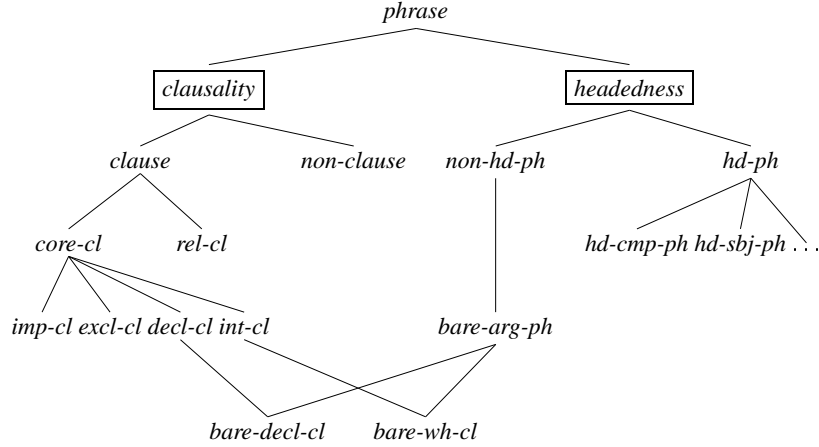 phrase
clausality headedness
clause non-clause non-hd-ph hd-ph
core-cl rel-cl hd-cmp-ph hd-sbj-ph . . .
imp-cl excl-cl decl-cl int-cl bare-arg-ph
bare-decl-cl bare-wh-cl